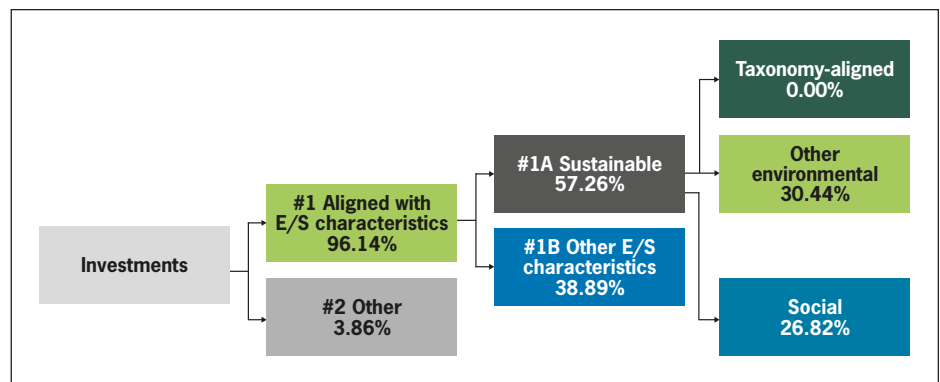 Investments
#1 Aligned with
E/S characteristics
96.14%
#2 Other
3.86%
#1A Sustainable
57.26%
#1B Other E/S
characteristics
38.89%
Taxonomy-aligned
0.00%
Other
environmental
30.44%
Social
26.82%